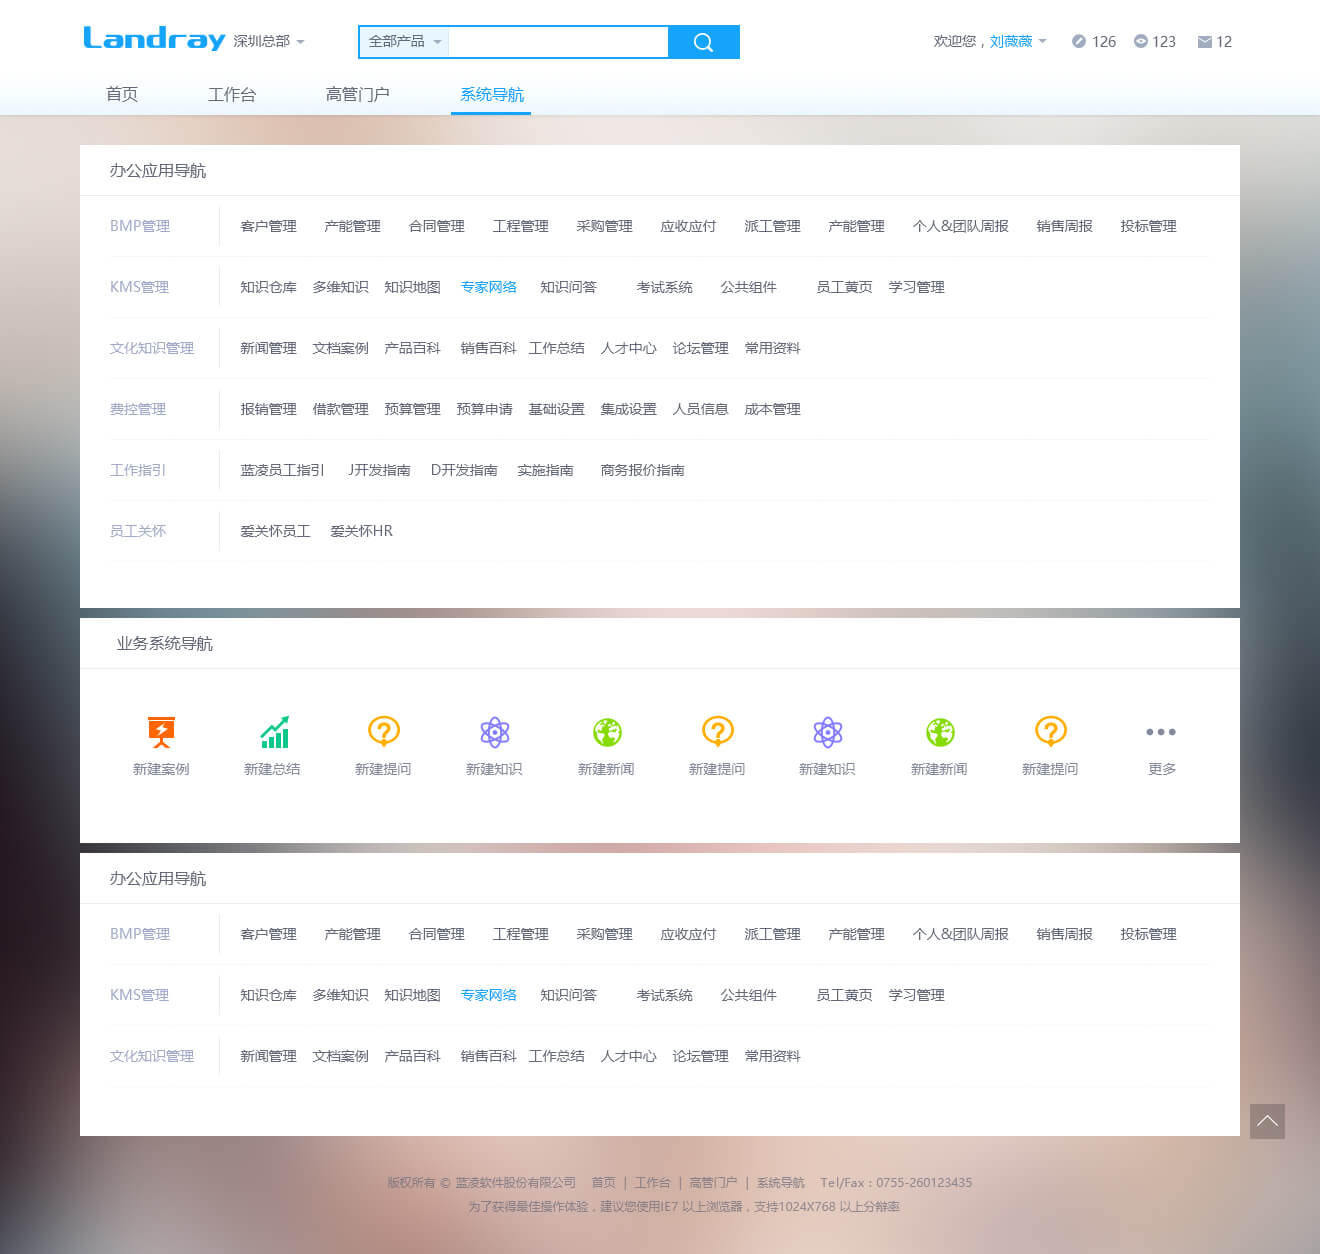 Landray 深圳总部 全部产品 欢迎您，刘薇薇 126 123 12
首页 工作台 高管门户 系统导航
办公应用导航
BMP管理 客户管理 产能管理 合同管理 工程管理 采购管理 应收应付 派工管理 产能管理 个人&团队周报 销售周报 投标管理
KMS管理 知识仓库 多维知识 知识地图 专家网络 知识问答 考试系统 公共组件 员工黄页 学习管理
文化知识管理 新闻管理 文档案例 产品百科 销售百科 工作总结 人才中心 论坛管理 常用资料
费控管理 报销管理 借款管理 预算管理 预算申请 基础设置 集成设置 人员信息 成本管理
工作指引 蓝凌员工指引 J开发指南 D开发指南 实施指南 商务报价指南
员工关怀 爱关怀员工 爱关怀HR
业务系统导航
新建案例 新建总结 新建提问 新建知识 新建新闻 新建提问 新建知识 新建新闻 新建提问 更多
办公应用导航
BMP管理 客户管理 产能管理 合同管理 工程管理 采购管理 应收应付 派工管理 产能管理 个人&团队周报 销售周报 投标管理
KMS管理 知识仓库 多维知识 知识地图 专家网络 知识问答 考试系统 公共组件 员工黄页 学习管理
文化知识管理 新闻管理 文档案例 产品百科 销售百科 工作总结 人才中心 论坛管理 常用资料
版权所有 © 蓝凌软件股份有限公司 首页 | 工作台 | 高管门户 | 系统导航 Tel/Fax：0755-260123435
为了获得最佳操作体验，建议您使用IE7 以上浏览器，支持1024X768 以上分辩率